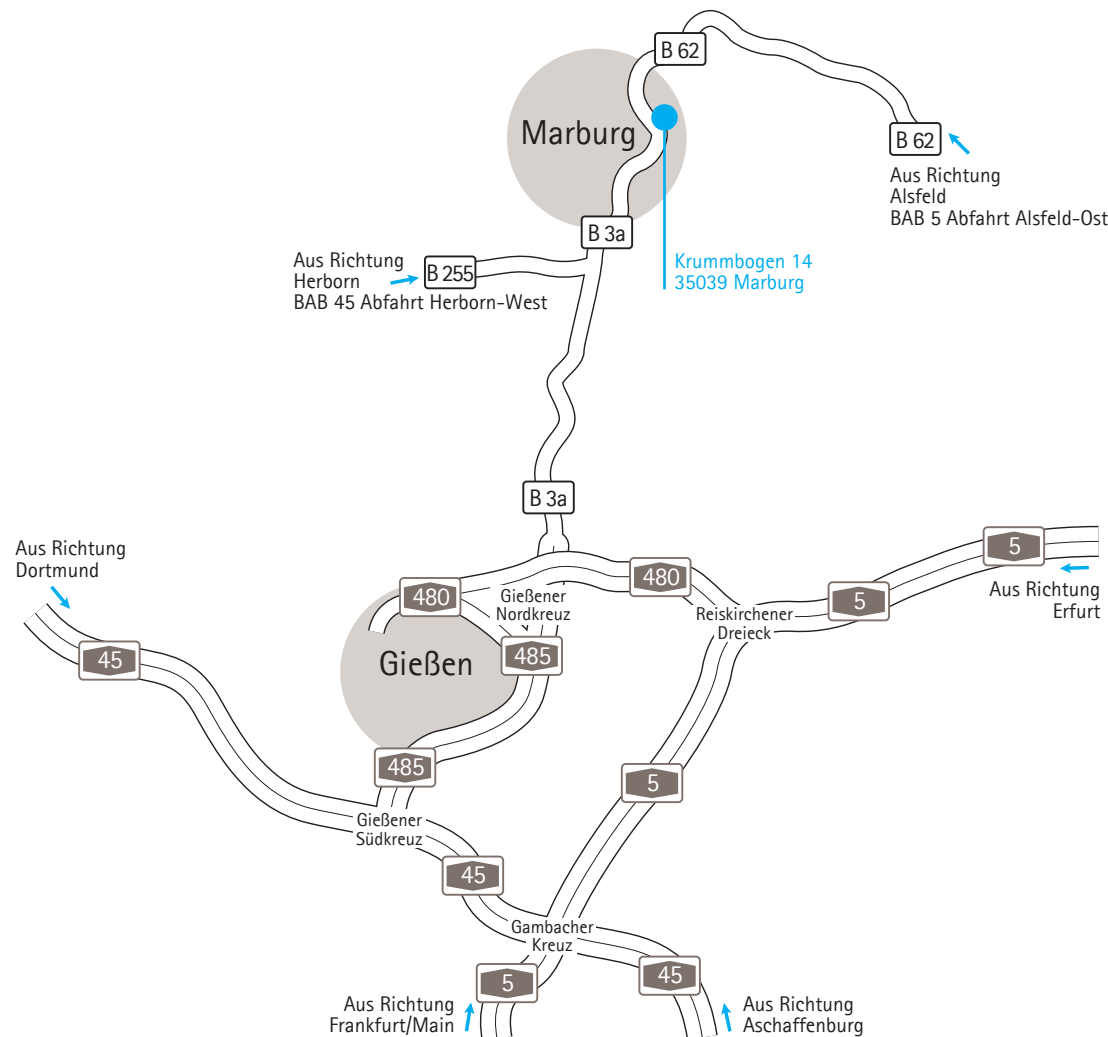 B 62
Marburg
B 62
Aus Richtung
Alsfeld
BAB 5 Abfahrt Alsfeld-Ost
B 3a
Aus Richtung
Herborn
BAB 45 Abfahrt Herborn-West
B 255
Krummbogen 14
35039 Marburg
B 3a
Aus Richtung
Dortmund
5
Aus Richtung
Erfurt
480
Gießener
Nordkreuz
480
5
Reiskirchener
Dreieck
45
Gießen
485
485
5
Gießener
Südkreuz
45
Gambacher
Kreuz
5
45
Aus Richtung
Frankfurt/Main
Aus Richtung
Aschaffenburg